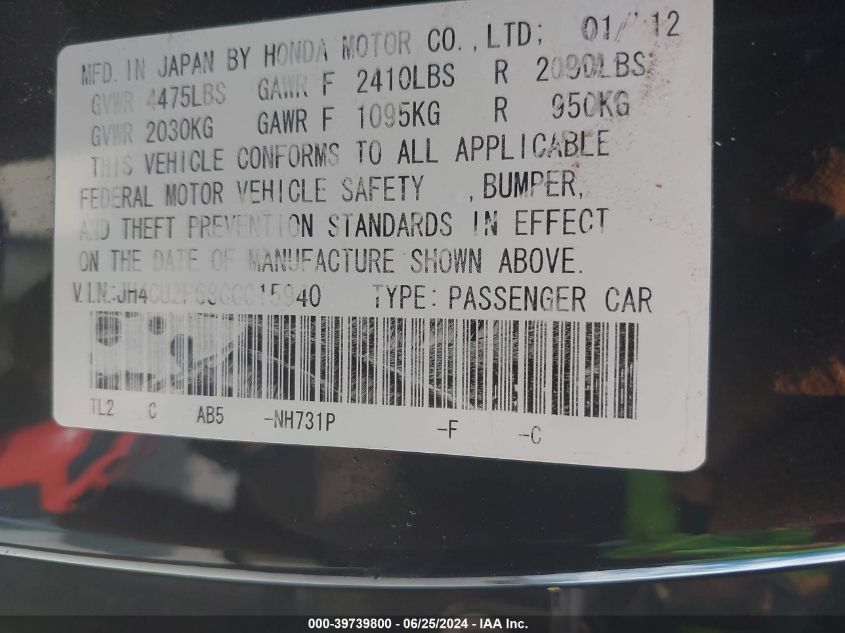 MFD. IN JAPAN BY HONDA MOTOR CO.,LTD; 01/12
GVWR 4475LBS GAWR F 2410LBS R 2090LBS
GVWR 2030KG GAWR F 1095KG R 950KG
THIS VEHICLE CONFORMS TO ALL APPLICABLE
FEDERAL MOTOR VEHICLE SAFETY , BUMPER,
AND THEFT PREVENTION STANDARDS IN EFFECT
ON THE DATE OF MANUFACTURE SHOWN ABOVE.
V.I.N.: TYPE: PASSENGER CAR
TL2 C AB5 -NH731P -F -C
000-39739800 - 06/25/2024 - IAA Inc.